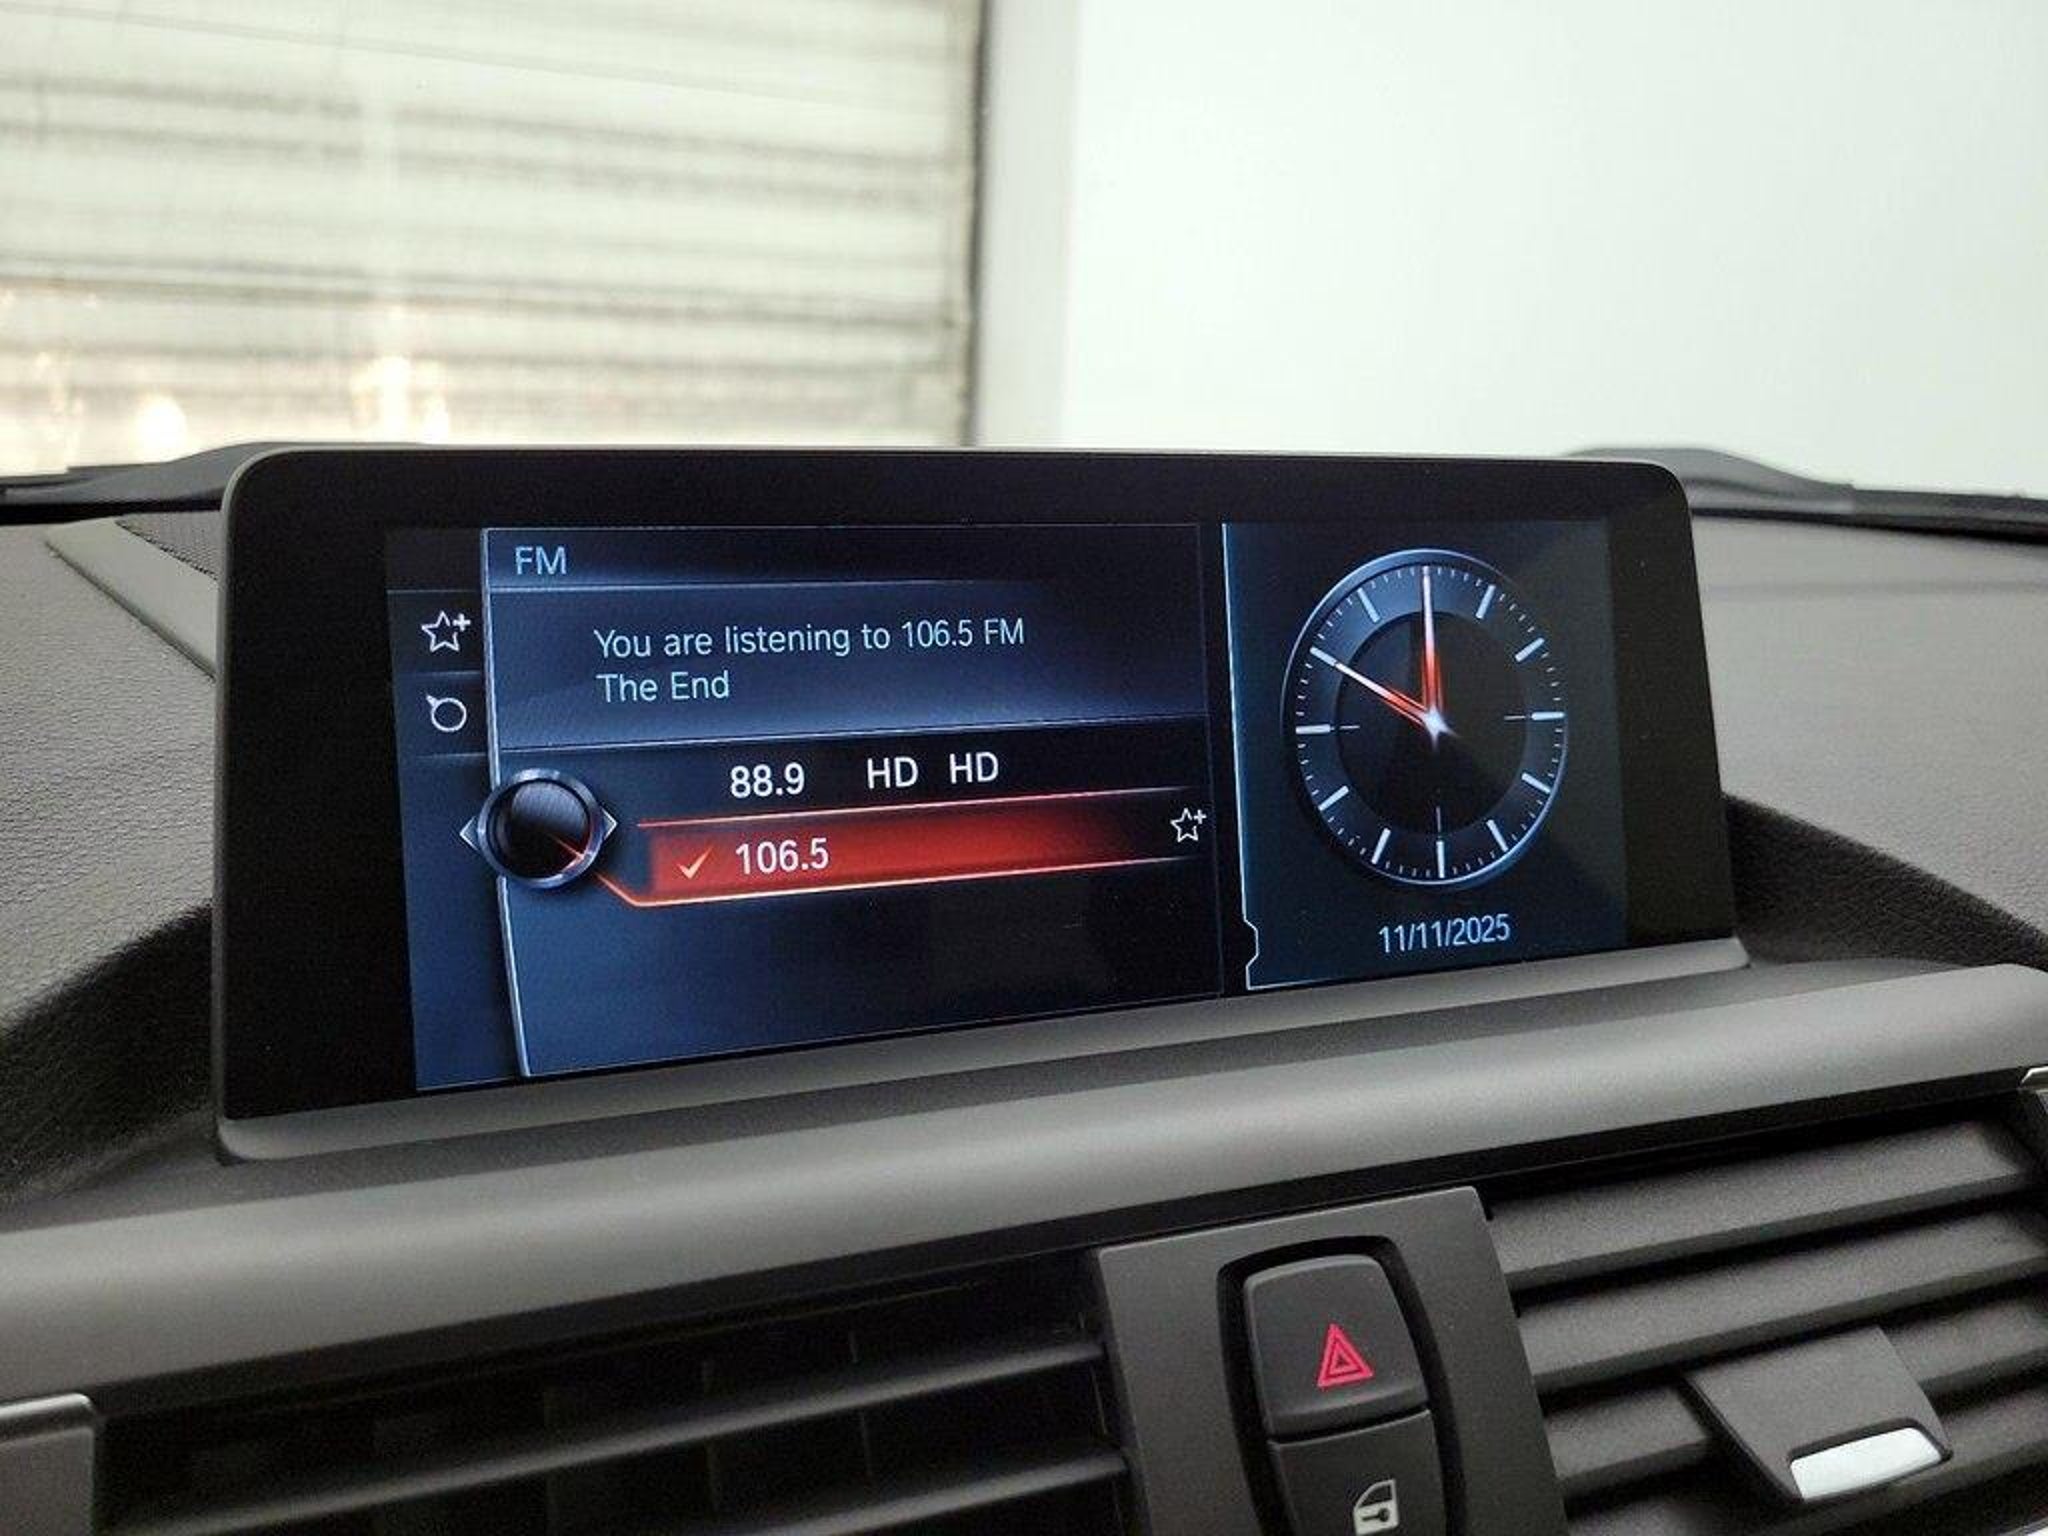 FM
You are listening to 106.5 FM
The End
88.9 HD HD
106.5
11/11/2025